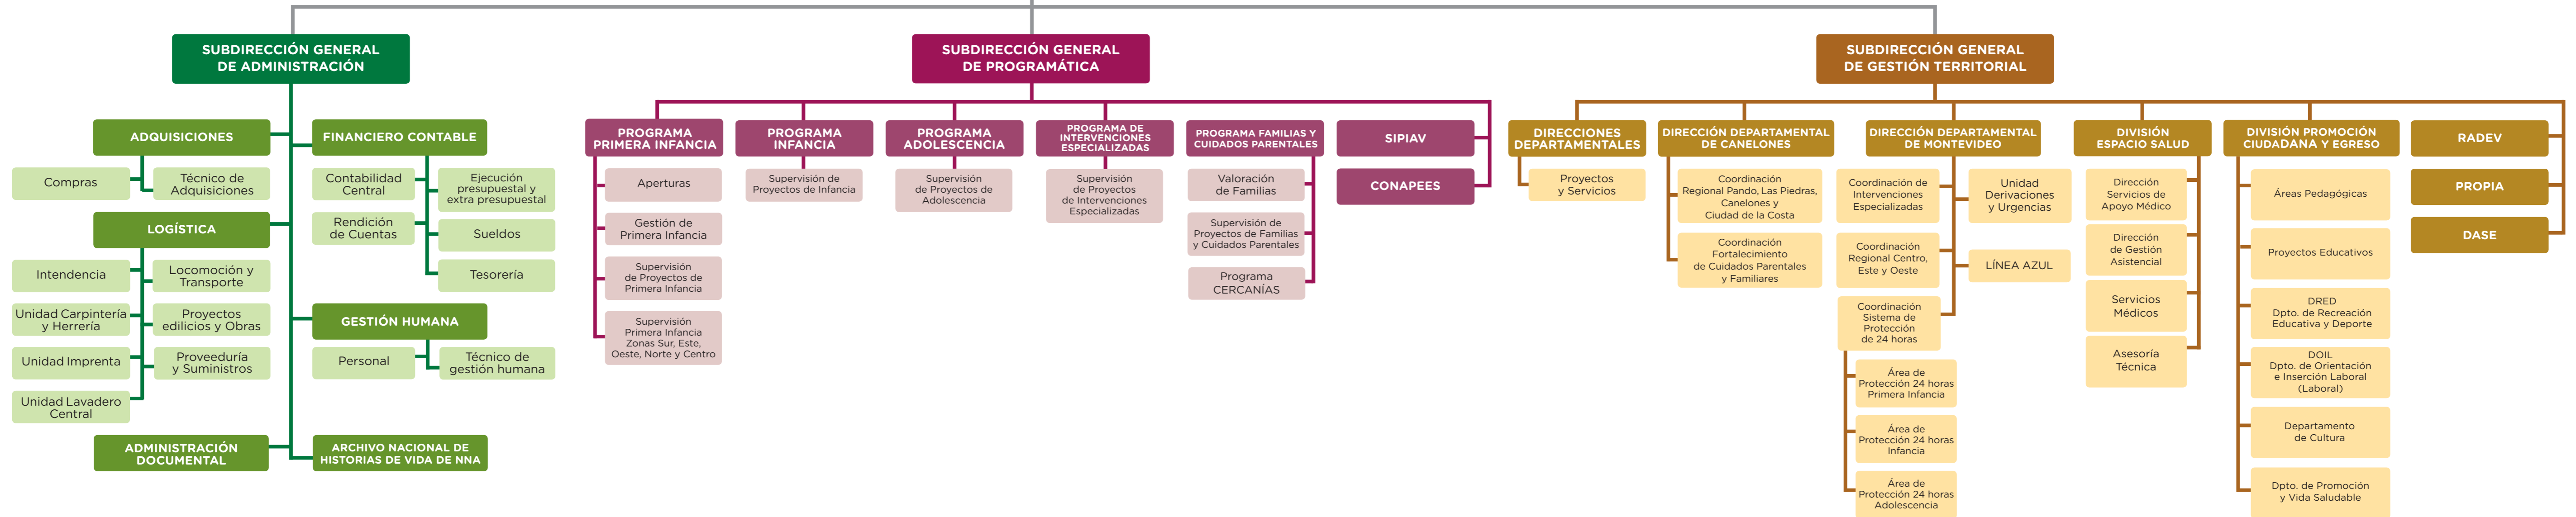 SUBDIRECCIÓN GENERAL
DE ADMINISTRACIÓN
ADQUISICIONES
Compras
Técnico de
Adquisiciones
LOGÍSTICA
Intendencia
Locomoción y
Transporte
Unidad Carpintería
y Herrería
Proyectos
edilicios y Obras
Unidad Imprenta
Proveeduría
y Suministros
Unidad Lavadero
Central
ADMINISTRACIÓN
DOCUMENTAL
FINANCIERO CONTABLE
Contabilidad
Central
Ejecución
presupuestal y
extra presupuestal
Rendición
de Cuentas
Sueldos
Tesorería
GESTIÓN HUMANA
Personal
Técnico de
gestión humana
ARCHIVO NACIONAL DE
HISTORIAS DE VIDA DE NNA
SUBDIRECCIÓN GENERAL
DE PROGRAMÁTICA
PROGRAMA
PRIMERA INFANCIA
Aperturas
Gestión de
Primera Infancia
Supervisión
de Proyectos de
Primera Infancia
Supervisión
Primera Infancia
Zonas Sur, Este,
Oeste, Norte y Centro
PROGRAMA
INFANCIA
Supervisión de
Proyectos de Infancia
PROGRAMA
ADOLESCENCIA
Supervisión
de Proyectos de
Adolescencia
PROGRAMA DE
INTERVENCIONES
ESPECIALIZADAS
Supervisión
de Proyectos
de Intervenciones
Especializadas
PROGRAMA FAMILIAS Y
CUIDADOS PARENTALES
Valoración
de Familias
Supervisión de
Proyectos de Familias
y Cuidados Parentales
Programa
CERCANÍAS
SIPIAV
CONAPEES
SUBDIRECCIÓN GENERAL
DE GESTIÓN TERRITORIAL
DIRECCIONES
DEPARTAMENTALES
Proyectos
y Servicios
DIRECCIÓN DEPARTAMENTAL
DE CANELONES
Coordinación
Regional Pando, Las Piedras,
Canelones y
Ciudad de la Costa
Coordinación
Fortalecimiento
de Cuidados Parentales
y Familiares
DIRECCIÓN DEPARTAMENTAL
DE MONTEVIDEO
Coordinación de
Intervenciones
Especializadas
Unidad
Derivaciones
y Urgencias
Coordinación
Regional Centro,
Este y Oeste
LÍNEA AZUL
Coordinación
Sistema de
Protección
de 24 horas
Área de
Protección 24 horas
Primera Infancia
Área de
Protección 24 horas
Infancia
Área de
Protección 24 horas
Adolescencia
DIVISIÓN
ESPACIO SALUD
Dirección
Servicios de
Apoyo Médico
Dirección
de Gestión
Asistencial
Servicios
Médicos
Asesoría
Técnica
DIVISIÓN PROMOCIÓN
CIUDADANA Y EGRESO
Áreas Pedagógicas
Proyectos Educativos
DRED
Dpto. de Recreación
Educativa y Deporte
DOIL
Dpto. de Orientación
e Inserción Laboral
(Laboral)
Departamento
de Cultura
Dpto. de Promoción
y Vida Saludable
RADEV
PROPIA
DASE